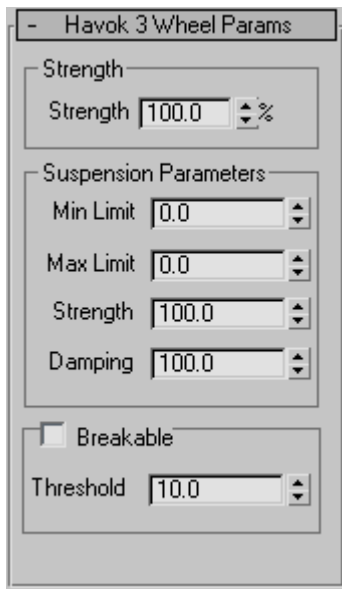 - Havok 3 Wheel Params
Strength
Strength 100.0 %
Suspension Parameters
Min Limit 0.0
Max Limit 0.0
Strength 100.0
Damping 100.0
Breakable
Threshold 10.0